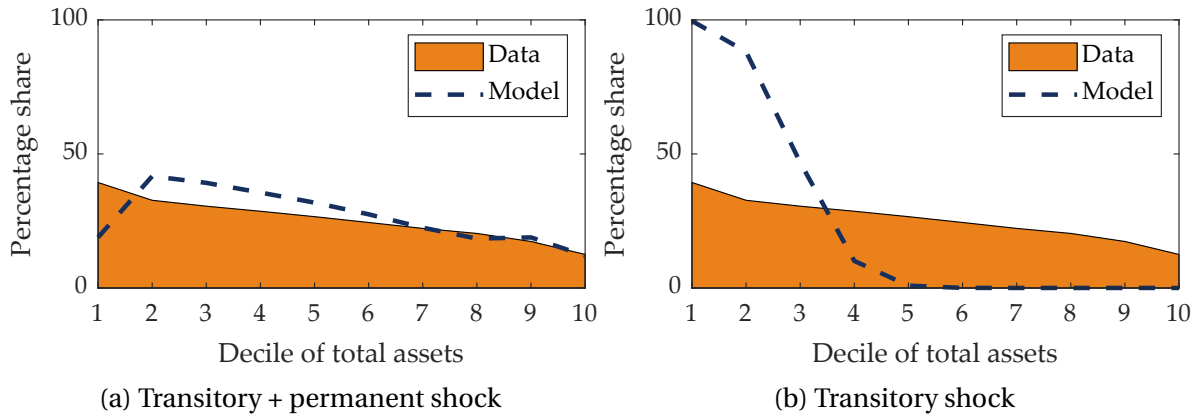 100
50
0
Percentage share
Data
Model
1 2 3 4 5 6 7 8 9 10
Decile of total assets
(a) Transitory + permanent shock
100
50
0
Percentage share
Data
Model
1 2 3 4 5 6 7 8 9 10
Decile of total assets
(b) Transitory shock